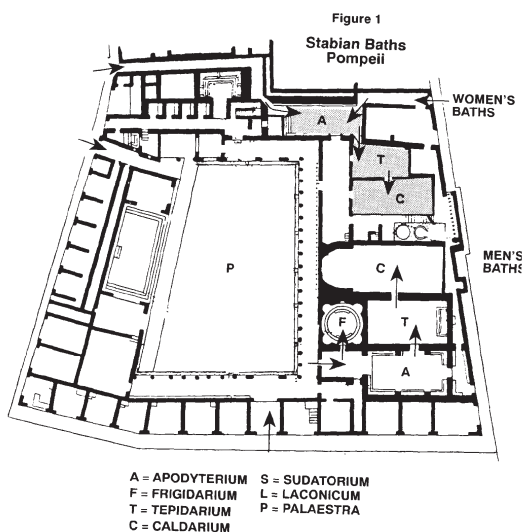 Figure 1
Stabian Baths
Pompeii
WOMEN'S
BATHS
A
T
C
MEN'S
BATHS
P
C
F
T
A
A = APODYTERIUM S = SUDATORIUM
F = FRIGIDARIUM L = LACONICUM
T = TEPIDARIUM P = PALAESTRA
C = CALDARIUM